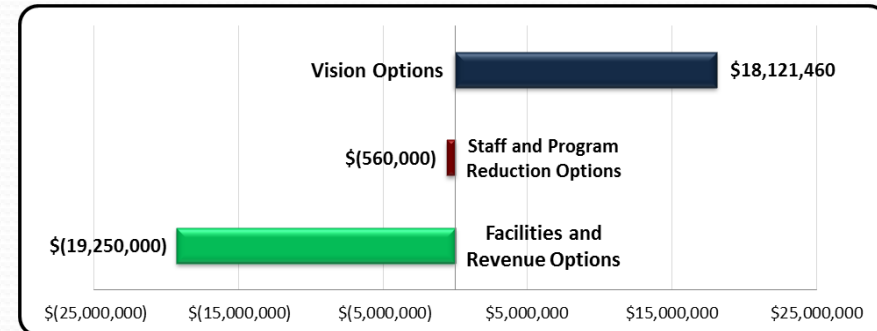 Vision Options
$18,121,460
$(560,000)
Staff and Program
Reduction Options
$(19,250,000)
Facilities and
Revenue Options
$(25,000,000) $(15,000,000) $(5,000,000) $5,000,000 $15,000,000 $25,000,000